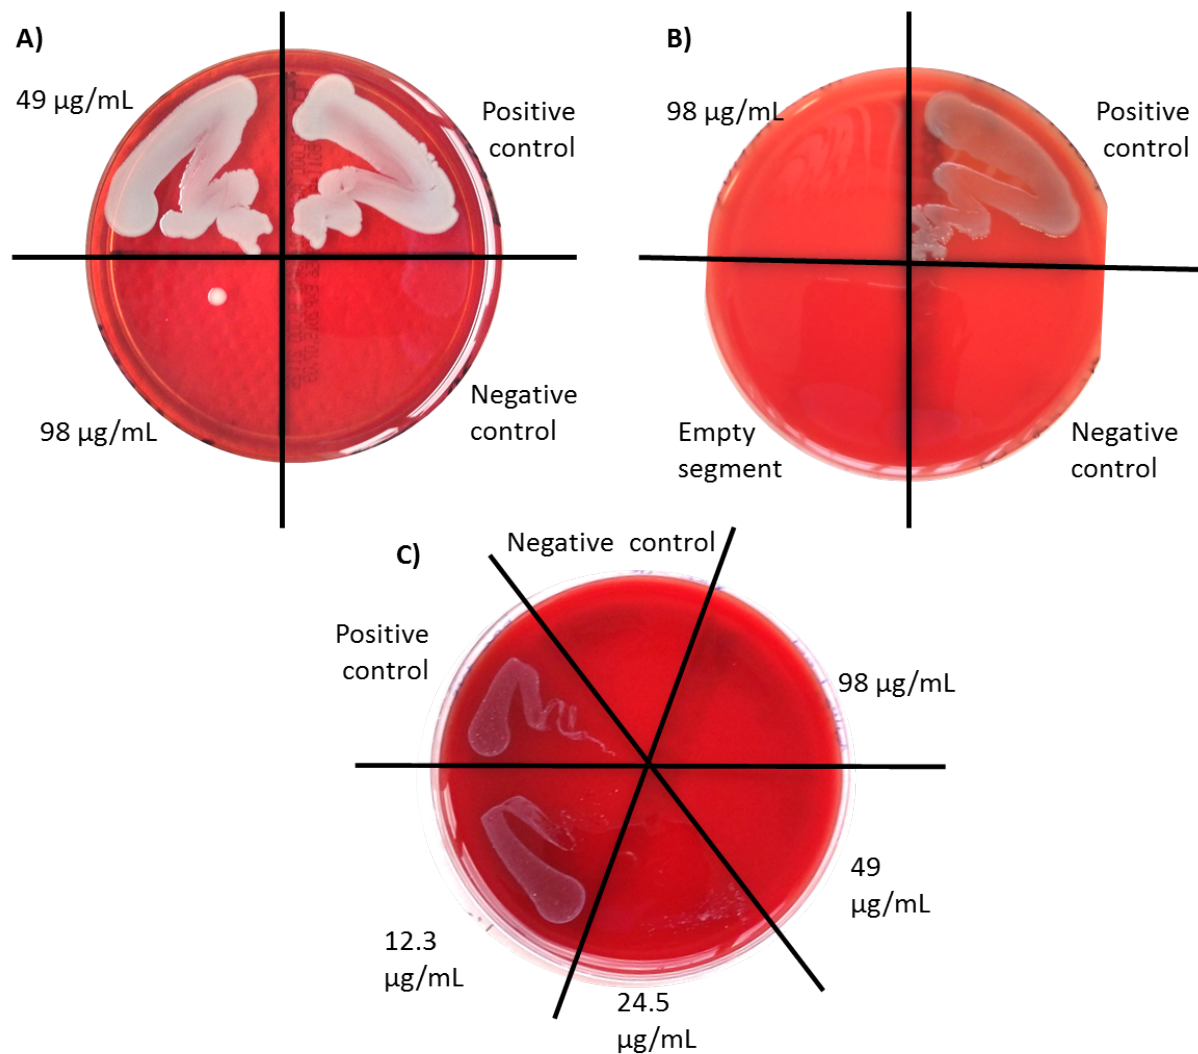 A)
49 µg/mL
Positive
control
98 µg/mL
Negative
control
B)
98 µg/mL
Positive
control
Empty
segment
Negative
control
C)
Negative control
Positive
control
98 µg/mL
49
µg/mL
12.3
µg/mL
24.5
µg/mL